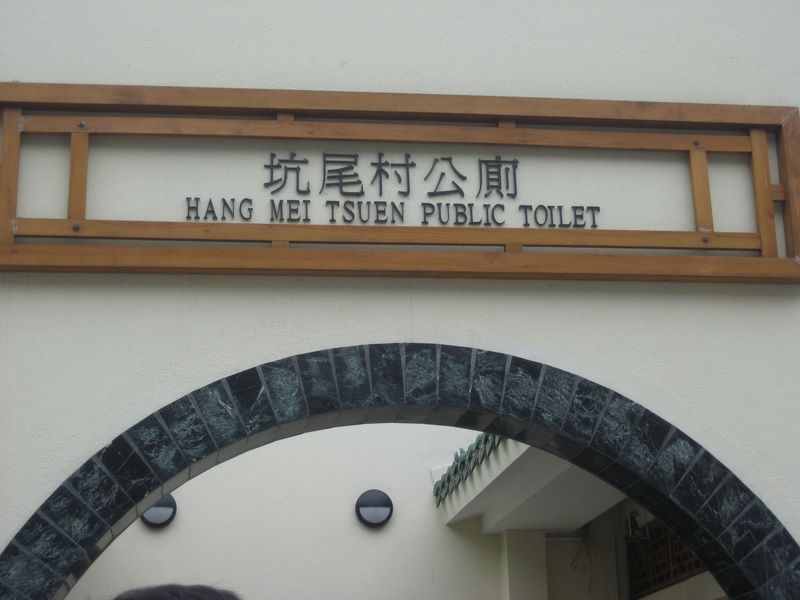 坑尾村公廁
HANG MEI TSUEN PUBLIC TOILET